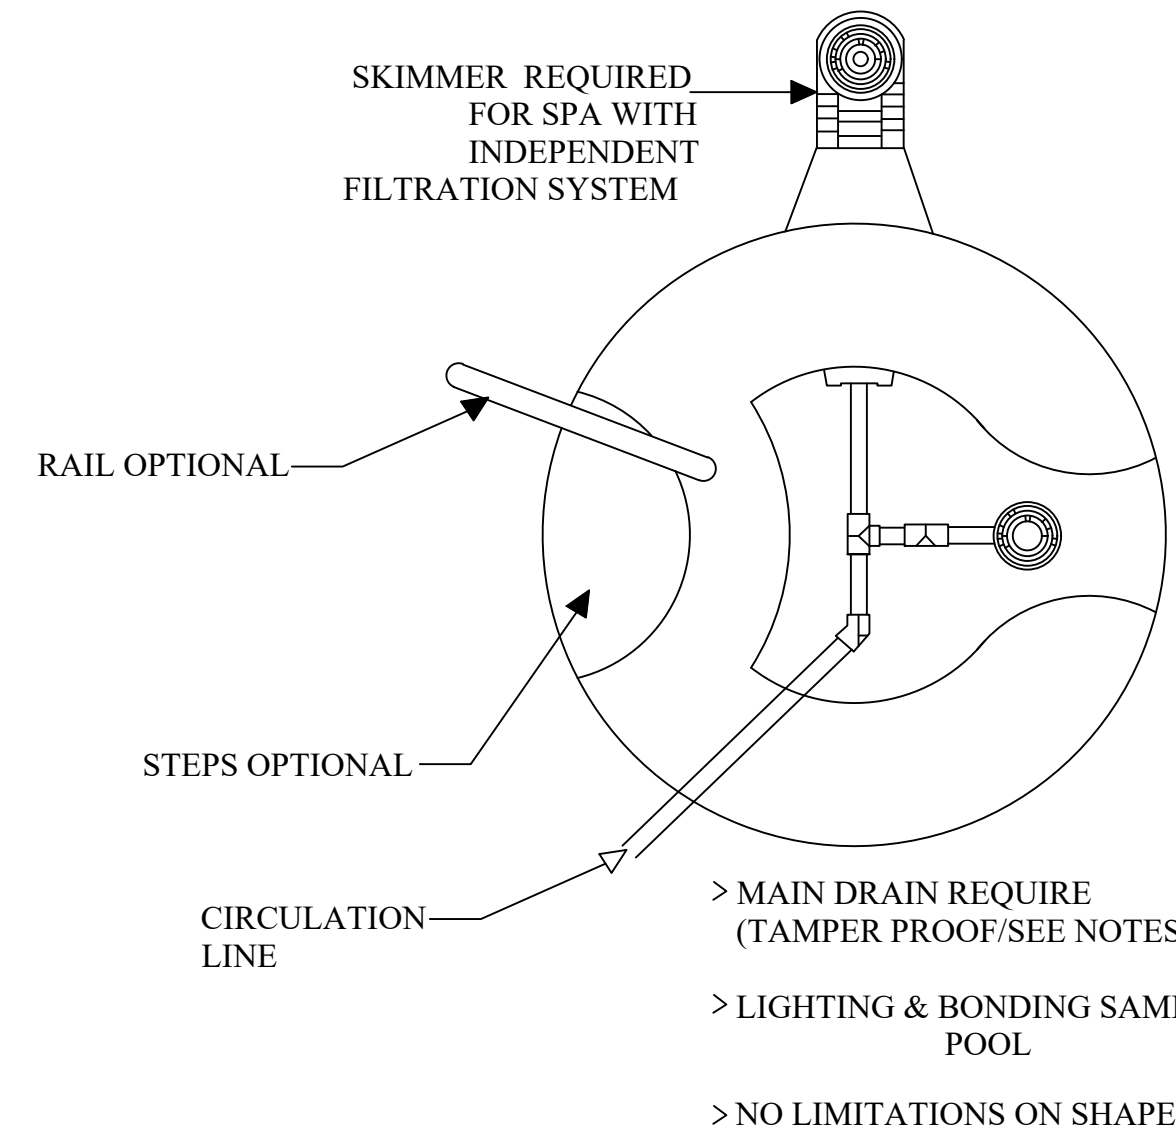 SKIMMER REQUIRED
FOR SPA WITH
INDEPENDENT
FILTRATION SYSTEM
RAIL OPTIONAL
STEPS OPTIONAL
CIRCULATION
LINE
> MAIN DRAIN REQUIRE
(TAMPER PROOF/SEE NOTES
> LIGHTING & BONDING
POOL
> NO LIMITATIONS ON SHAPE